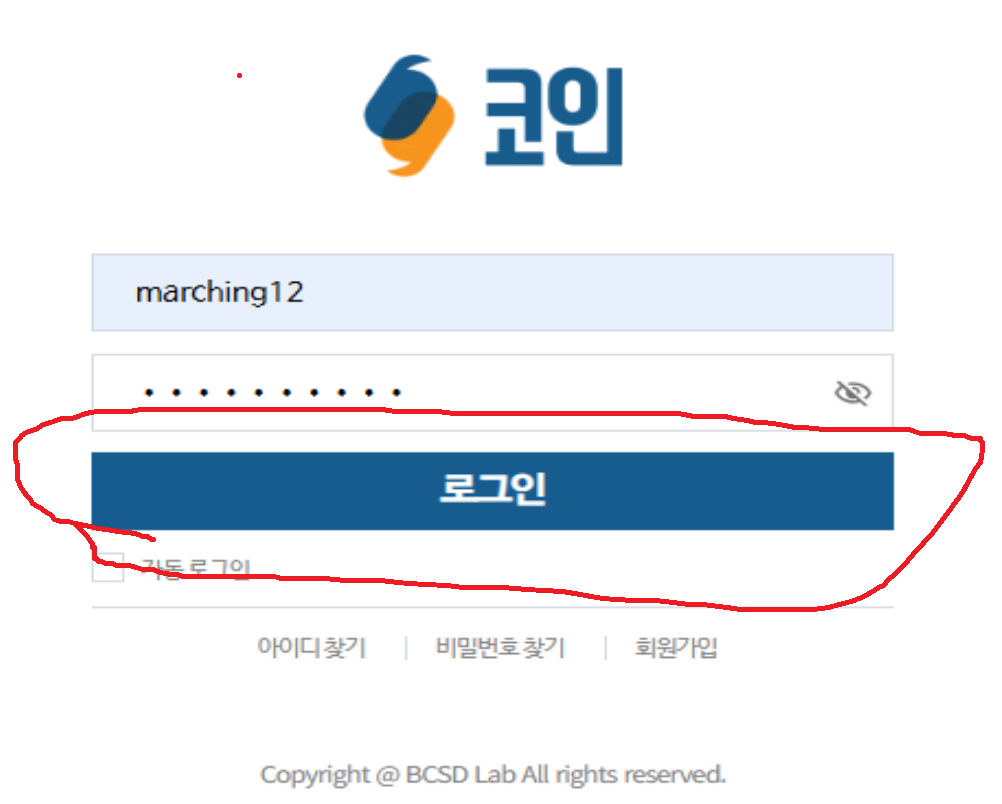 코인
marching12
로그인
자동 로그인
아이디 찾기 | 비밀번호 찾기 | 회원가입
Copyright @ BCSD Lab All rights reserved.